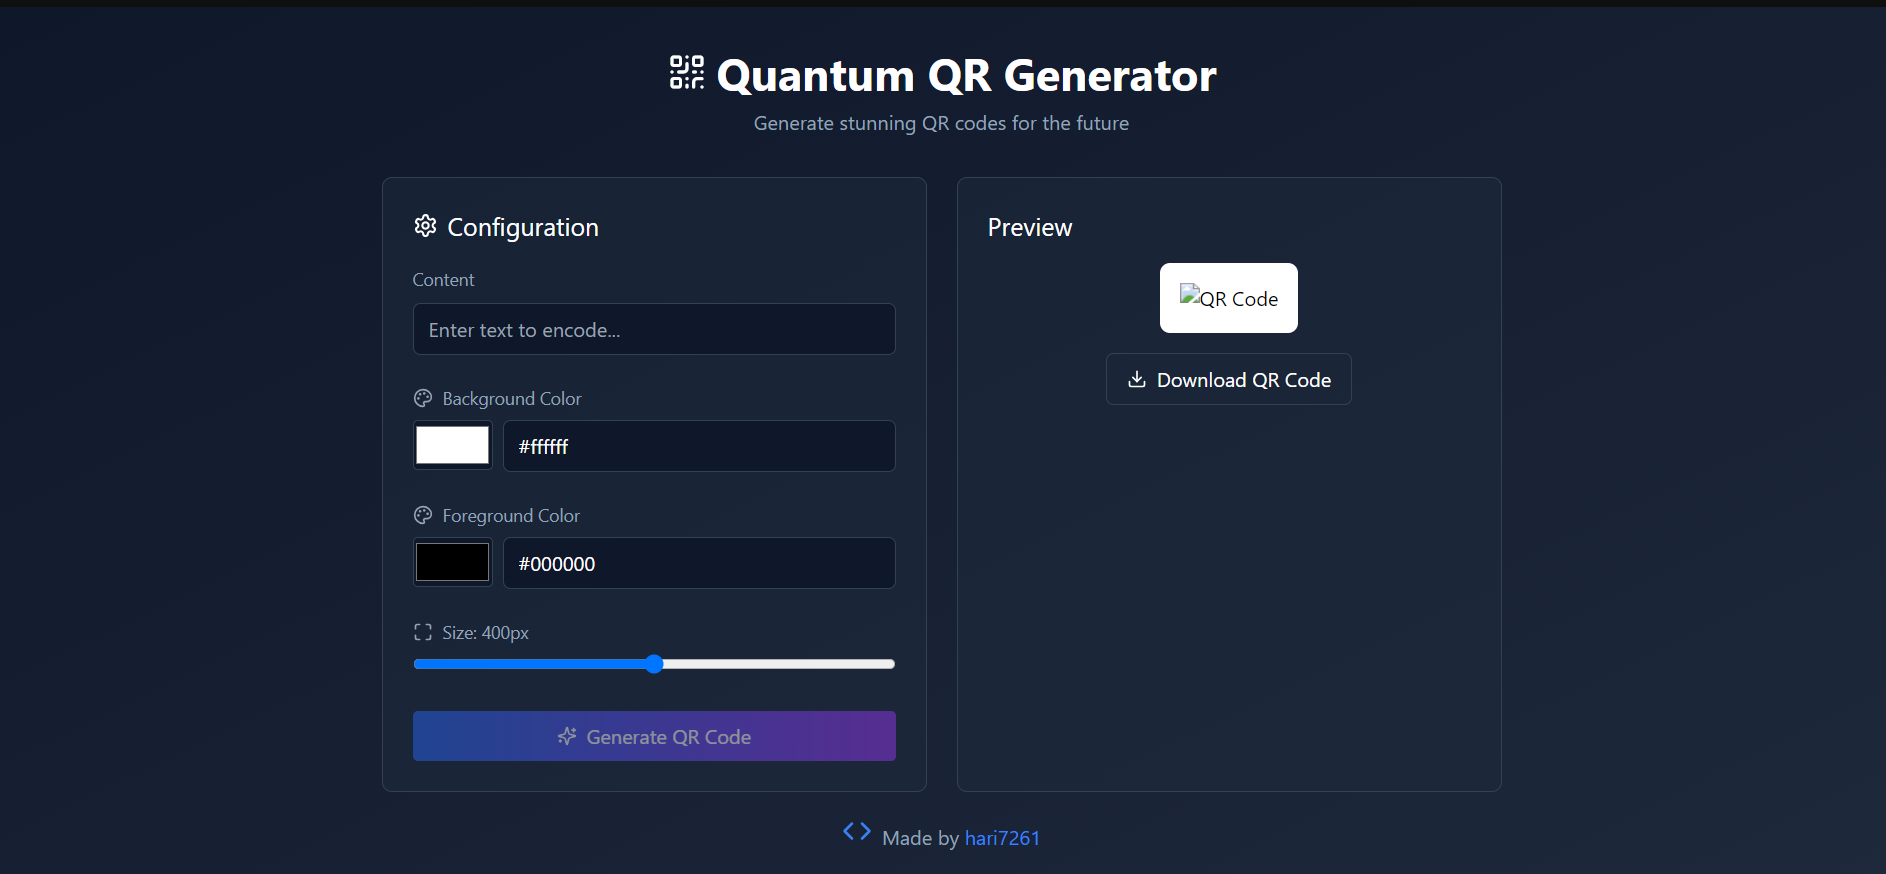 Quantum QR Generator
Generate stunning QR codes for the future
Configuration
Content
Enter text to encode...
Background Color
#ffffff
Foreground Color
#000000
Size: 400px
Generate QR Code
Preview
QR Code
Download QR Code
Made by hari7261